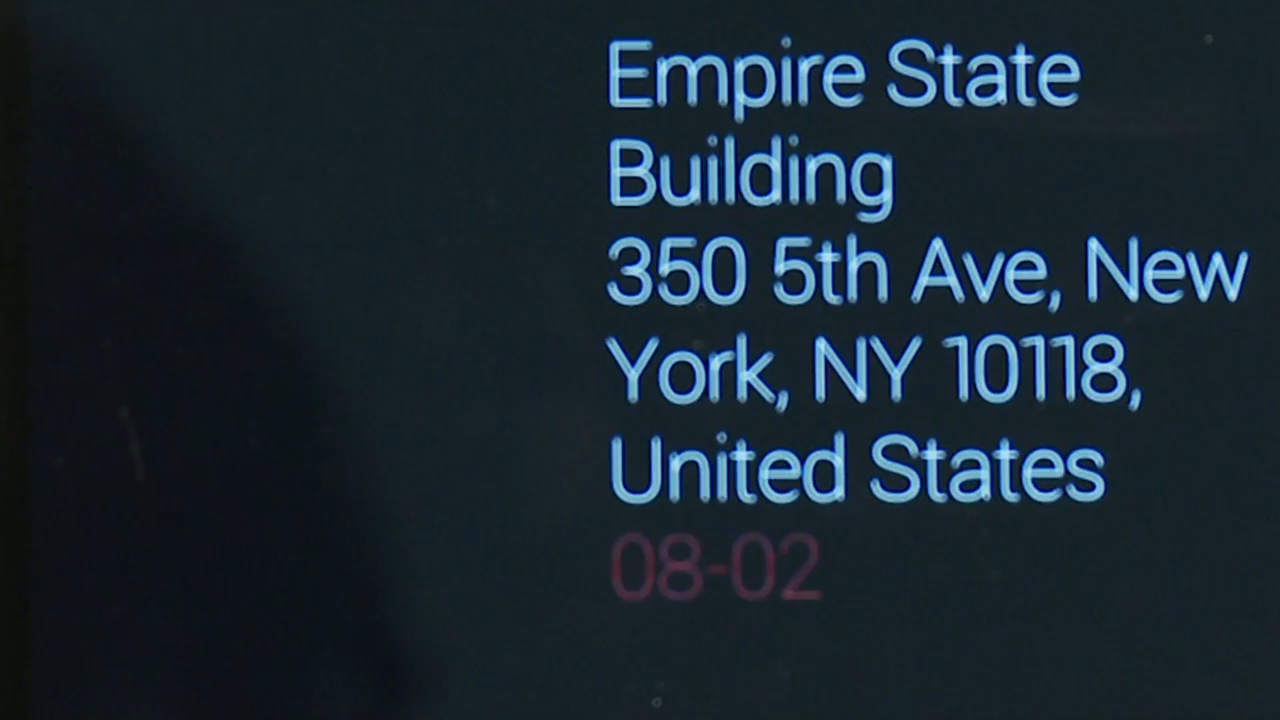 Empire State
Building
350 5th Ave, New
York, NY 10118,
United States
08-02